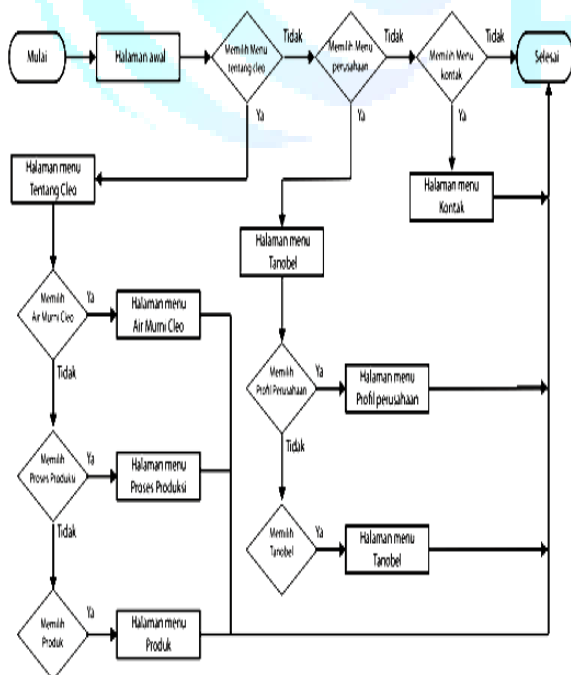 Mulai
Halaman awal
Memilih Menu
tentang cleo
Tidak
Memilih Menu
perusahaan
Tidak
Memilih Menu
kontak
Tidak
Selesai
Ya
Ya
Ya
Halaman menu
Tentang Cleo
Halaman menu
Kontak
Halaman menu
Tanobel
Memilih
Air Murni Cleo
Ya
Halaman menu
Air Murni Cleo
Tidak
Memilih
Profil Perusahaan
Ya
Halaman menu
Profil perusahaan
Tidak
Memilih
Proses Produksi
Ya
Halaman menu
Proses Produksi
Tidak
Memilih
Tanobel
Ya
Halaman menu
Tanobel
Memilih
Produk
Ya
Halaman menu
Produk